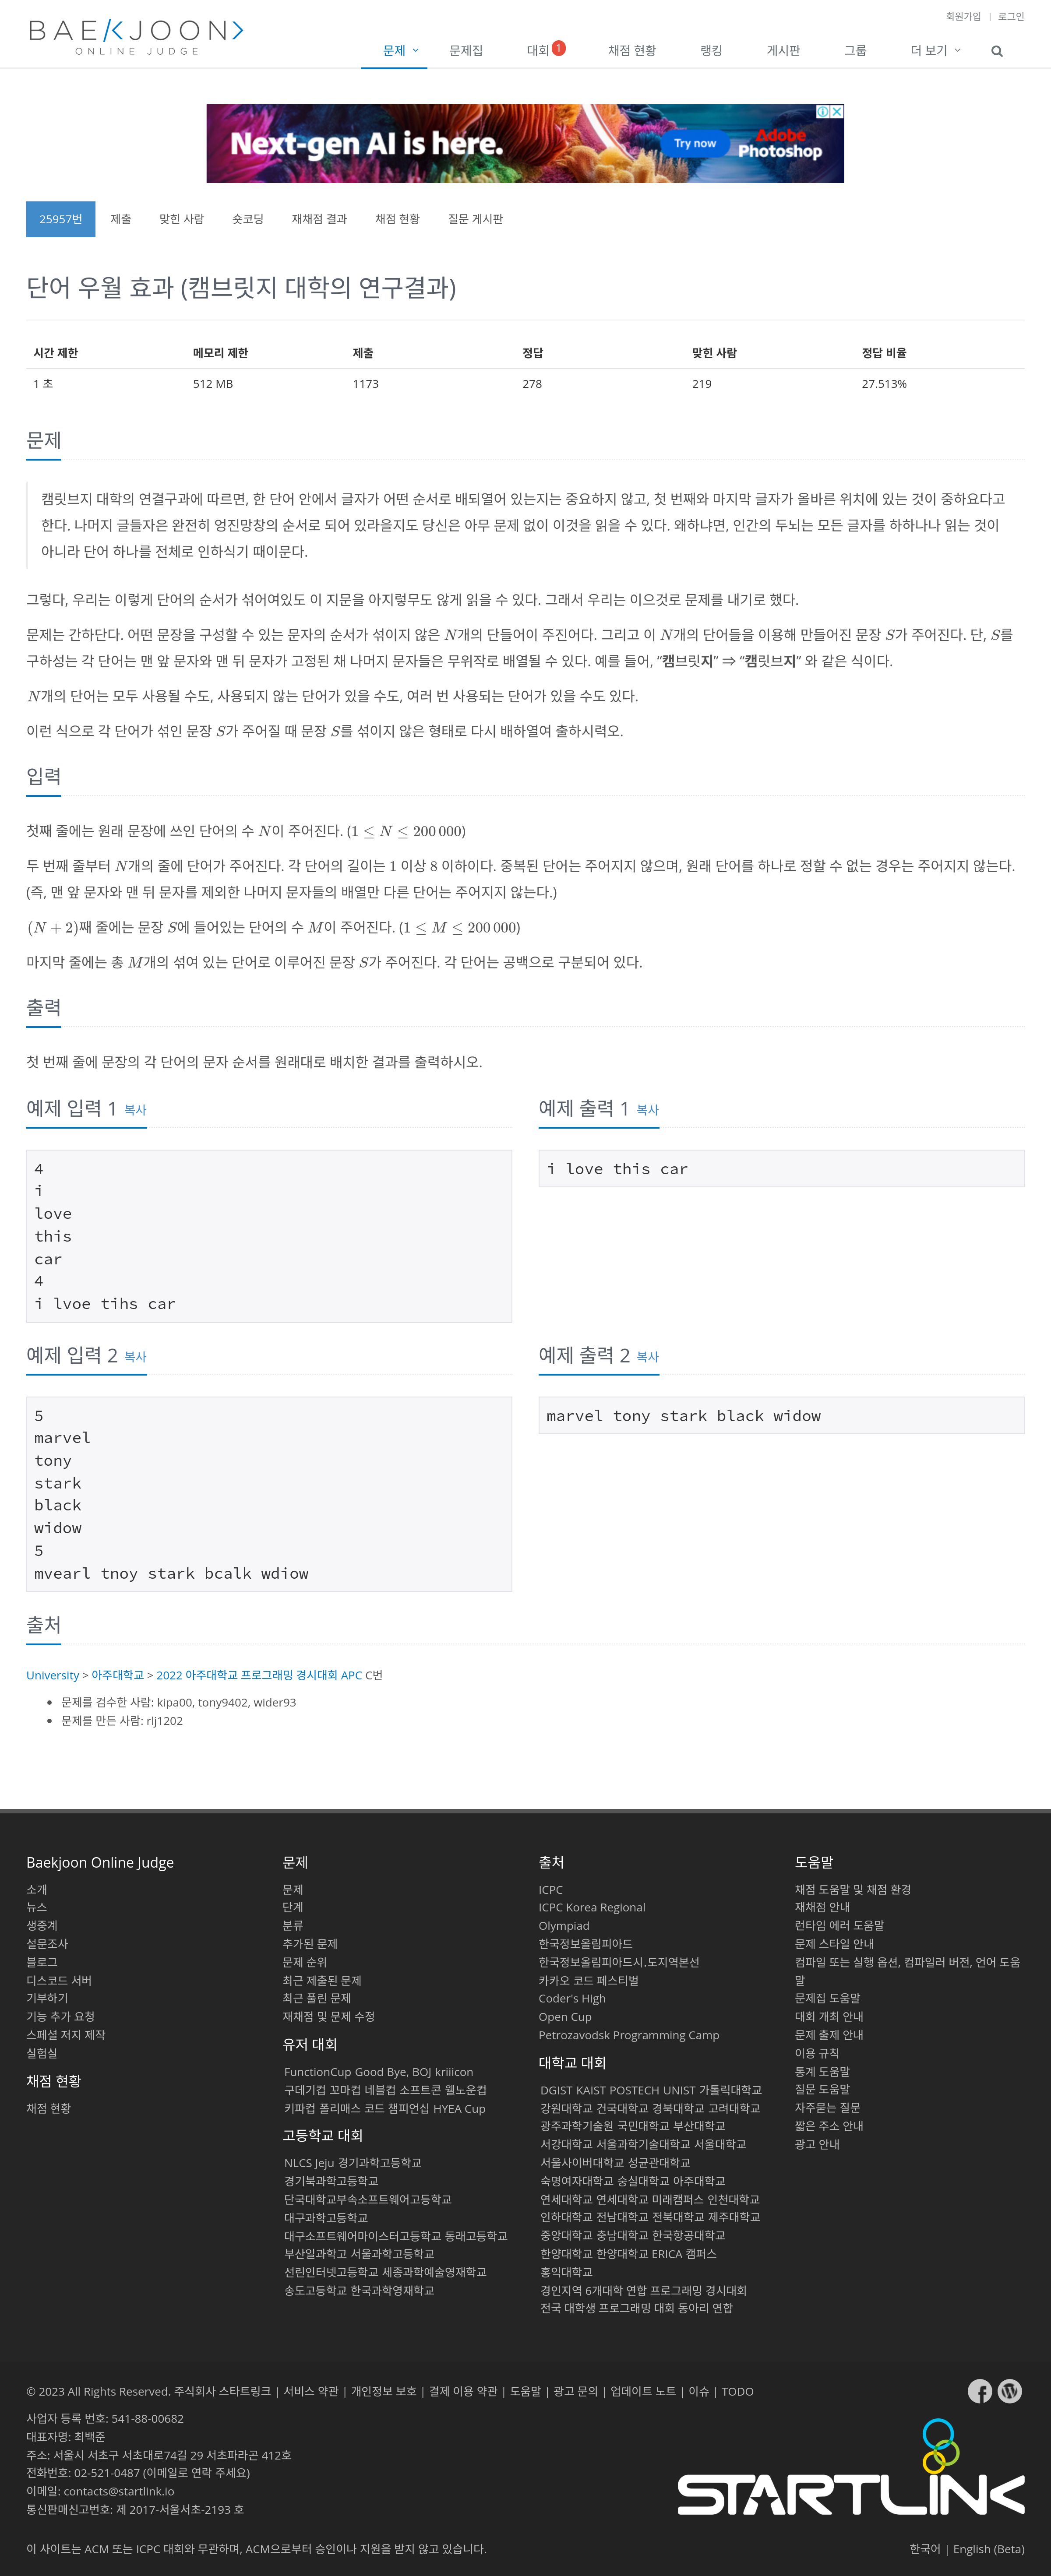 회원가입 | 로그인
BAE/<JOON>
ONLINE JUDGE
문제 문제집 대회 1 채점 현황 랭킹 게시판 그룹 더 보기
Next-gen AI is here. Try now Adobe Photoshop
25957번 제출 맞힌 사람 숏코딩 재채점 결과 채점 현황 질문 게시판
단어 우월 효과 (캠브릿지 대학의 연구결과)
시간 제한 메모리 제한 제출 정답 맞힌 사람 정답 비율
1 초 512 MB 1173 278 219 27.513%
문제
캠릿브지 대학의 연결구과에 따르면, 한 단어 안에서 글자가 어떤 순서로 배되열어 있는지는 중요하지 않고, 첫 번째와 마지막 글자가 올바른 위치에 있는 것이 중하요다고
한다. 나머지 글들자은 완전히 엉진망창의 순서로 되어 있라을지도 당신은 아무 문제 없이 이것을 읽을 수 있다. 왜하냐면, 인간의 두뇌는 모든 글자를 하하나나 읽는 것이
아니라 단어 하나를 전체로 인하식기 때이문다.
그렇다, 우리는 이렇게 단어의 순서가 섞어여있도 이 지문을 아지렇무도 않게 읽을 수 있다. 그래서 우리는 이으것로 문제를 내기로 했다.
문제는 간하단다. 어떤 문장을 구성할 수 있는 문자의 순서가 섞이지 않은 N개의 단들어이 주진어다. 그리고 이 N개의 단어들을 이용해 만들어진 문장 S가 주어진다. 단, S를
구하성는 각 단어는 맨 앞 문자와 맨 뒤 문자가 고정된 채 나머지 문자들은 무위작로 배열될 수 있다. 예를 들어, “캠브릿지” ⇒ “캠릿브지” 와 같은 식이다.
N개의 단어는 모두 사용될 수도, 사용되지 않는 단어가 있을 수도, 여러 번 사용되는 단어가 있을 수도 있다.
이런 식으로 각 단어가 섞인 문장 S가 주어질 때 문장 S를 섞이지 않은 형태로 다시 배하열여 출하시력오.
입력
첫째 줄에는 원래 문장에 쓰인 단어의 수 N이 주어진다. (1 ≤ N ≤ 200 000)
두 번째 줄부터 N개의 줄에 단어가 주어진다. 각 단어의 길이는 1 이상 8 이하이다. 중복된 단어는 주어지지 않으며, 원래 단어를 하나로 정할 수 없는 경우는 주어지지 않는다.
(즉, 맨 앞 문자와 맨 뒤 문자를 제외한 나머지 문자들의 배열만 다른 단어는 주어지지 않는다.)
(N + 2)째 줄에는 문장 S에 들어있는 단어의 수 M이 주어진다. (1 ≤ M ≤ 200 000)
마지막 줄에는 총 M개의 섞여 있는 단어로 이루어진 문장 S가 주어진다. 각 단어는 공백으로 구분되어 있다.
출력
첫 번째 줄에 문장의 각 단어의 문자 순서를 원래대로 배치한 결과를 출력하시오.
예제 입력 1 복사
4
i
love
this
car
4
i lvoe tihs car
예제 출력 1 복사
i love this car
예제 입력 2 복사
5
marvel
tony
stark
black
widow
5
mvearl tnoy stark bcalk wdiow
예제 출력 2 복사
marvel tony stark black widow
출처
University > 아주대학교 > 2022 아주대학교 프로그래밍 경시대회 APC C번
문제를 검수한 사람: kipa00, tony9402, wider93
문제를 만든 사람: rlj1202
Baekjoon Online Judge
소개
뉴스
생중계
설문조사
블로그
디스코드 서버
기부하기
기능 추가 요청
스페셜 저지 제작
실험실
채점 현황
채점 현황
문제
문제
단계
분류
추가된 문제
문제 순위
최근 제출된 문제
최근 풀린 문제
재채점 및 문제 수정
유저 대회
FunctionCup Good Bye, BOJ kriiicon
구데기컵 꼬마컵 네블컵 소프트콘 웰노운컵
키파컵 폴리매스 코드 챔피언십 HYEA Cup
고등학교 대회
NLCS Jeju 경기과학고등학교
경기북과학고등학교
단국대학교부속소프트웨어고등학교
대구과학고등학교
대구소프트웨어마이스터고등학교 동래고등학교
부산일과학고 서울과학고등학교
선린인터넷고등학교 세종과학예술영재학교
송도고등학교 한국과학영재학교
출처
ICPC
ICPC Korea Regional
Olympiad
한국정보올림피아드
한국정보올림피아드시.도지역본선
카카오 코드 페스티벌
Coder's High
Open Cup
Petrozavodsk Programming Camp
대학교 대회
DGIST KAIST POSTECH UNIST 가톨릭대학교
강원대학교 건국대학교 경북대학교 고려대학교
광주과학기술원 국민대학교 부산대학교
서강대학교 서울과학기술대학교 서울대학교
서울사이버대학교 성균관대학교
숙명여자대학교 숭실대학교 아주대학교
연세대학교 연세대학교 미래캠퍼스 인천대학교
인하대학교 전남대학교 전북대학교 제주대학교
중앙대학교 충남대학교 한국항공대학교
한양대학교 한양대학교 ERICA 캠퍼스
홍익대학교
경인지역 6개대학 연합 프로그래밍 경시대회
전국 대학생 프로그래밍 대회 동아리 연합
도움말
채점 도움말 및 채점 환경
재채점 안내
런타임 에러 도움말
문제 스타일 안내
컴파일 또는 실행 옵션, 컴파일러 버전, 언어 도움
말
문제집 도움말
대회 개최 안내
문제 출제 안내
이용 규칙
통계 도움말
질문 도움말
자주묻는 질문
짧은 주소 안내
광고 안내
© 2023 All Rights Reserved. 주식회사 스타트링크 | 서비스 약관 | 개인정보 보호 | 결제 이용 약관 | 도움말 | 광고 문의 | 업데이트 노트 | 이슈 | TODO
사업자 등록 번호: 541-88-00682
대표자명: 최백준
주소: 서울시 서초구 서초대로74길 29 서초파라곤 412호
전화번호: 02-521-0487 (이메일로 연락 주세요)
이메일: contacts@startlink.io
통신판매신고번호: 제 2017-서울서초-2193 호
STARTLINK
이 사이트는 ACM 또는 ICPC 대회와 무관하며, ACM으로부터 승인이나 지원을 받지 않고 있습니다.
한국어 | English (Beta)